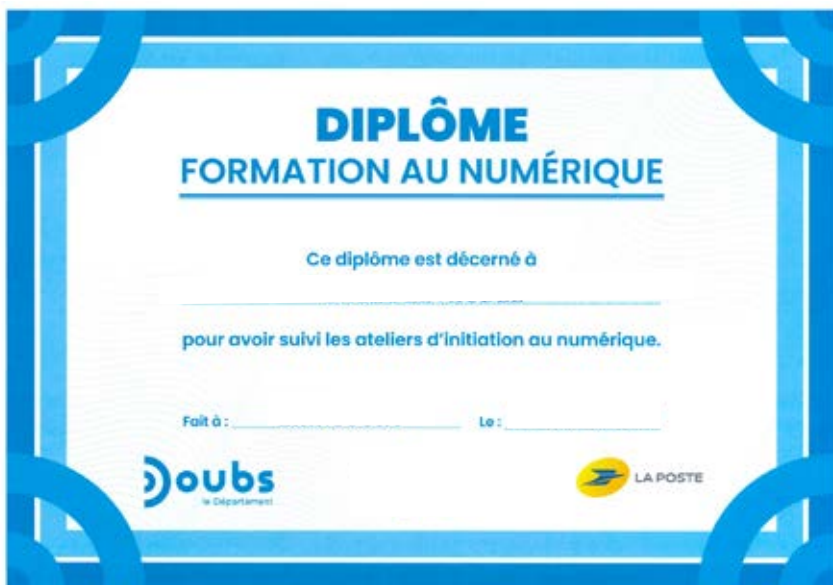 DIPLÔME
FORMATION AU NUMÉRIQUE
Ce diplôme est décerné à
pour avoir suivi les ateliers d'initiation au numérique.
Fait à : Le :
Doubs
le Département
LA POSTE